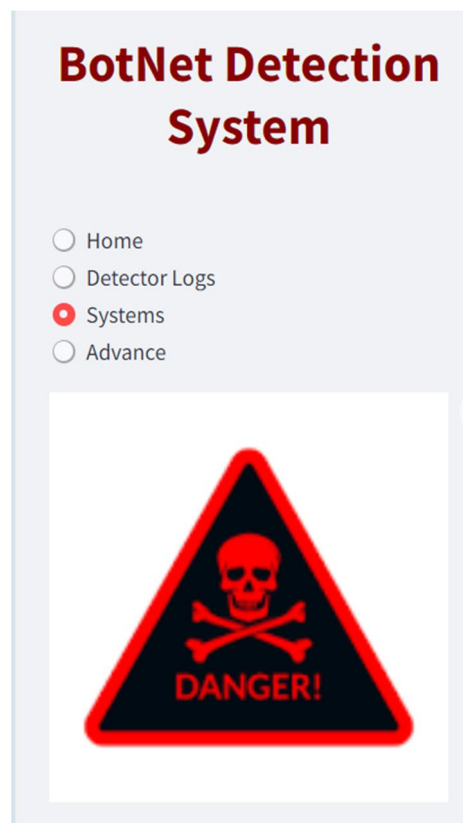 BotNet Detection
System
Home
Detector Logs
Systems
Advance
DANGER!